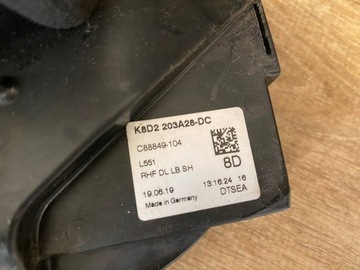 K8D2 203A28-DC
C88849-104
L551 8D
RHF DL LB SH
19.06.19 13:16:24 16
Made in Germany DTSEA